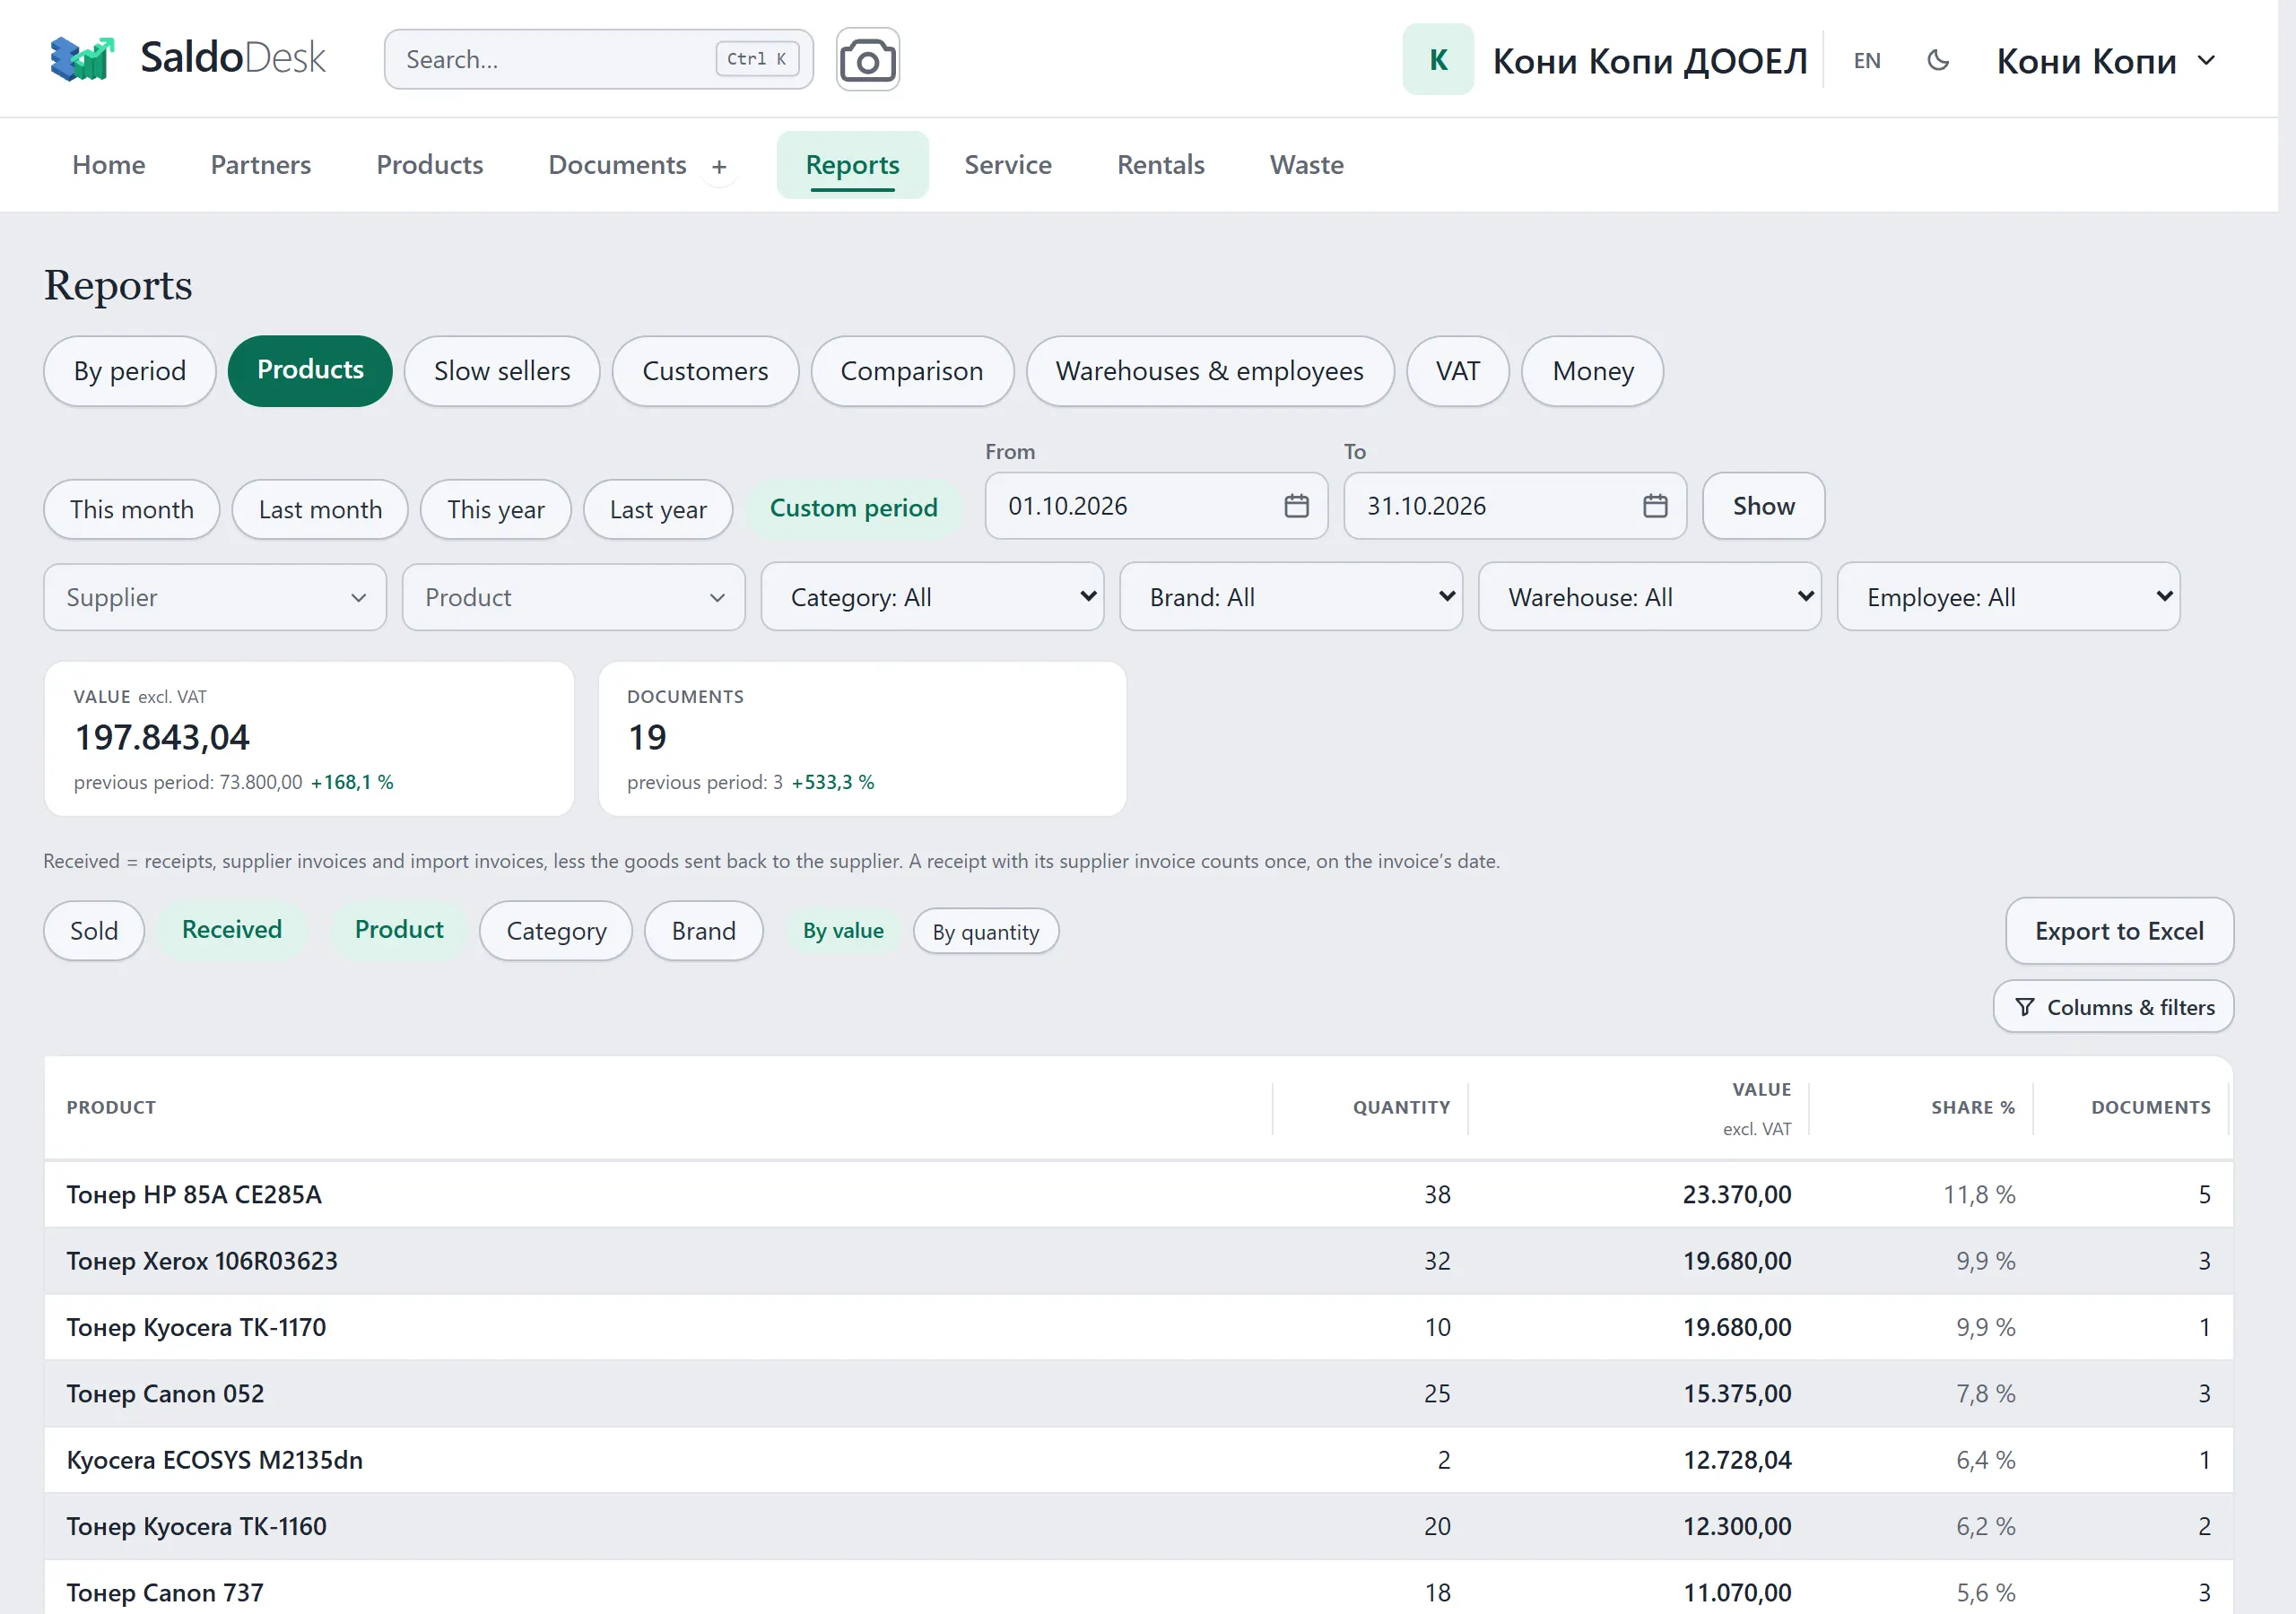 SaldoDesk
Search... Ctrl K
K Кони Копи ДООЕЛ EN Кони Копи
Home Partners Products Documents + Reports Service Rentals Waste
Reports
By period Products Slow sellers Customers Comparison Warehouses & employees VAT Money
From To
This month Last month This year Last year Custom period 01.10.2026 31.10.2026 Show
Supplier Product Category: All Brand: All Warehouse: All Employee: All
VALUE excl. VAT
197.843,04
previous period: 73.800,00 +168,1 %
DOCUMENTS
19
previous period: 3 +533,3 %
Received = receipts, supplier invoices and import invoices, less the goods sent back to the supplier. A receipt with its supplier invoice counts once, on the invoice’s date.
Sold Received Product Category Brand By value By quantity Export to Excel
Columns & filters
PRODUCT QUANTITY VALUE excl. VAT SHARE % DOCUMENTS
Тонер HP 85A CE285A 38 23.370,00 11,8 % 5
Тонер Xerox 106R03623 32 19.680,00 9,9 % 3
Тонер Kyocera TK-1170 10 19.680,00 9,9 % 1
Тонер Canon 052 25 15.375,00 7,8 % 3
Kyocera ECOSYS M2135dn 2 12.728,04 6,4 % 1
Тонер Kyocera TK-1160 20 12.300,00 6,2 % 2
Тонер Canon 737 18 11.070,00 5,6 % 3